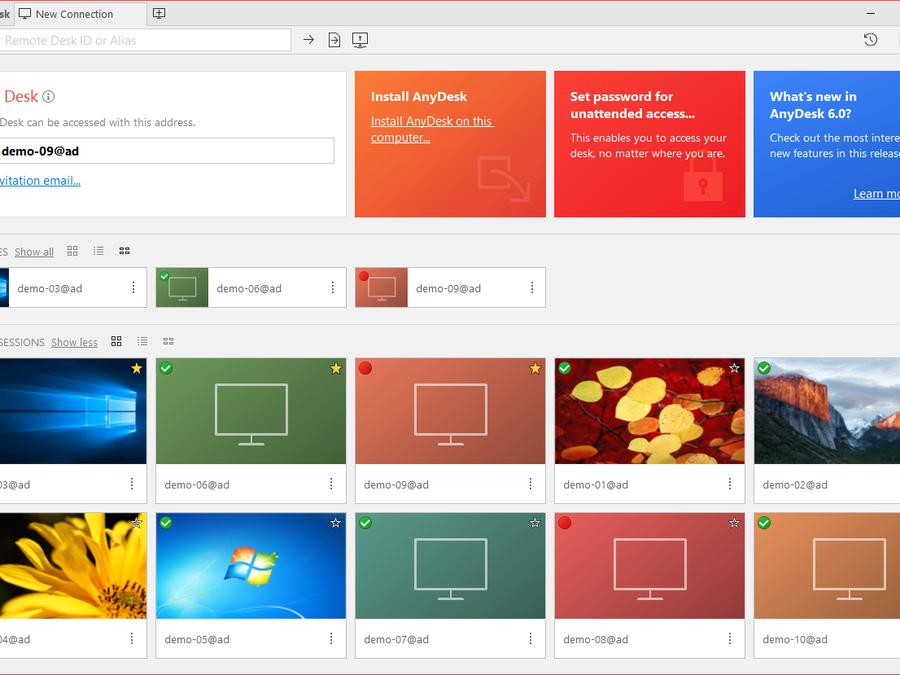 sk New Connection
Remote Desk ID or Alias
Desk
Desk can be accessed with this address.
demo-09@ad
vitation email...
Install AnyDesk
Install AnyDesk on this
computer...
Set password for
unattended access...
This enables you to access your
desk, no matter where you are.
What's new in
AnyDesk 6.0?
Check out the most intere
new features in this release
Learn mo
ES Show all
demo-03@ad
demo-06@ad
demo-09@ad
SESSIONS Show less
03@ad
demo-06@ad
demo-09@ad
demo-01@ad
demo-02@ad
04@ad
demo-05@ad
demo-07@ad
demo-08@ad
demo-10@ad